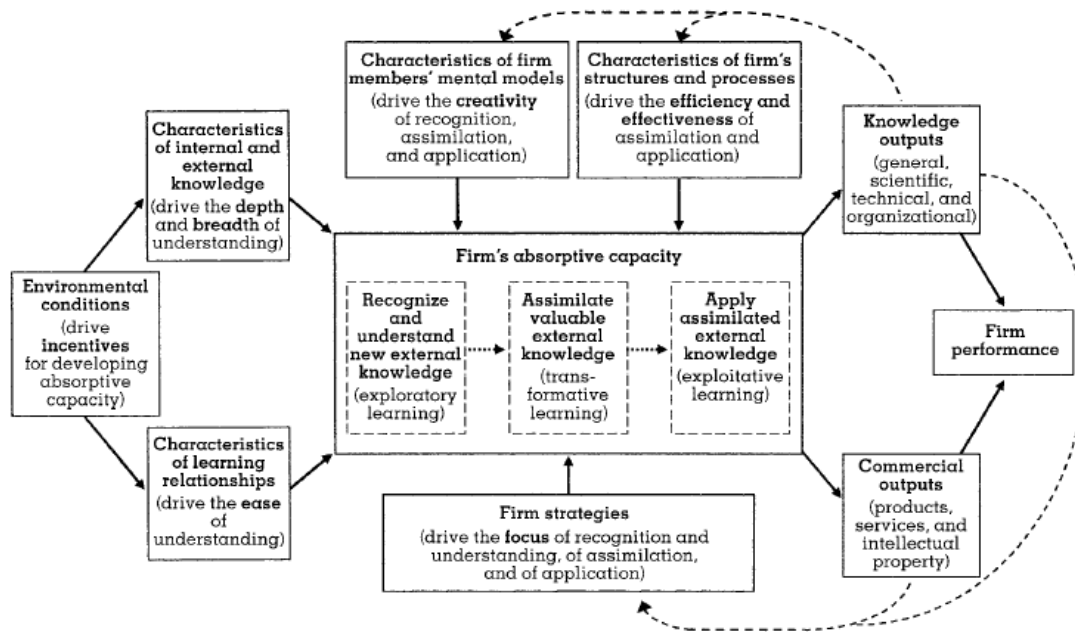 Characteristics of firm
members' mental models
(drive the creativity
of recognition,
assimilation,
and application)
Characteristics of firm's
structures and processes
(drive the efficiency and
effectiveness of
assimilation and
application)
Characteristics
of internal and
external
knowledge
(drive the depth
and breadth of
understanding)
Knowledge
outputs
(general,
scientific,
technical, and
organizational)
Environmental
conditions
(drive
incentives
for developing
absorptive
capacity)
Firm's absorptive capacity
Recognize
and
understand
new external
knowledge
(exploratory
learning)
Assimilate
valuable
external
knowledge
(trans-
formative
learning)
Apply
assimilated
external
knowledge
(exploitative
learning)
Firm
performance
Characteristics
of learning
relationships
(drive the ease
of
understanding)
Firm strategies
(drive the focus of recognition and
understanding, of assimilation,
and of application)
Commercial
outputs
(products,
services, and
intellectual
property)